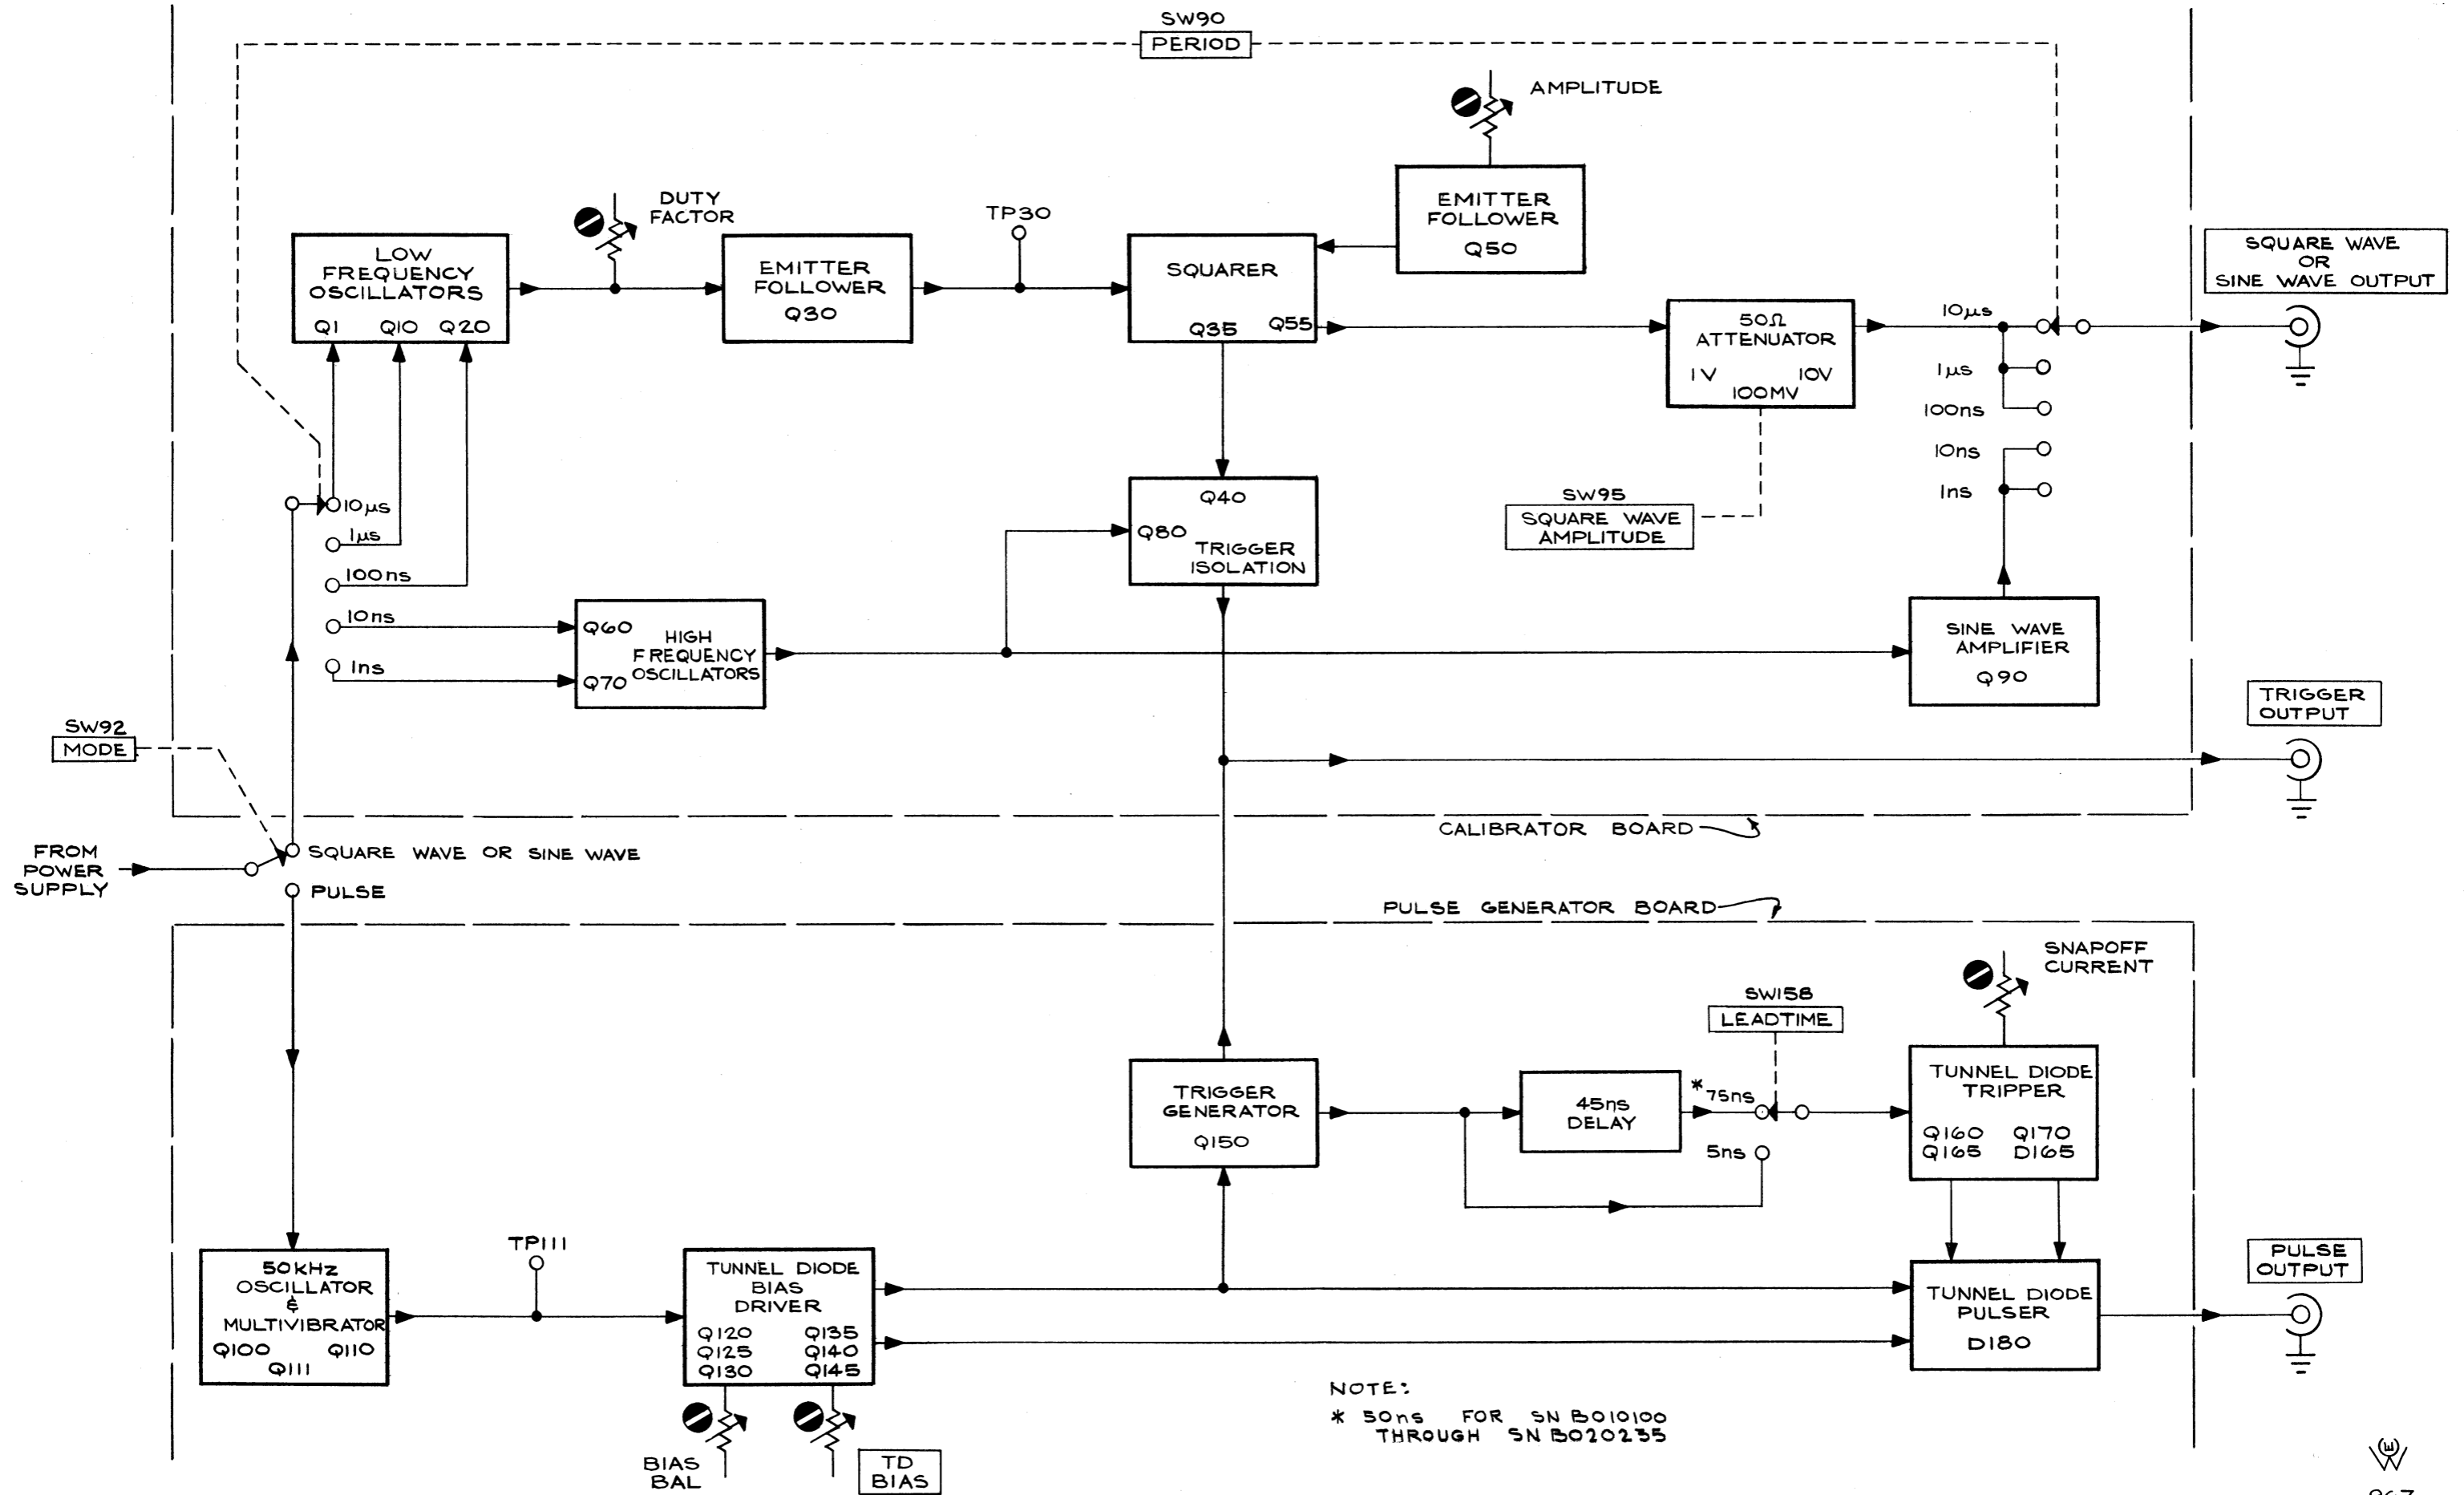 SW90
PERIOD
AMPLITUDE
DUTY
FACTOR
TP30
EMITTER
FOLLOWER
Q50
LOW
FREQUENCY
OSCILLATORS
Q1 Q10 Q20
EMITTER
FOLLOWER
Q30
SQUARER
Q35 Q55
50Ω
ATTENUATOR
1V 10V
100MV
10µs
1µs
100ns
10ns
1ns
SQUARE WAVE
OR
SINE WAVE OUTPUT
10µs
1µs
100ns
10ns
1ns
Q40
Q80
TRIGGER
ISOLATION
SW95
SQUARE WAVE
AMPLITUDE
Q60
HIGH
FREQUENCY
OSCILLATORS
Q70
SINE WAVE
AMPLIFIER
Q90
TRIGGER
OUTPUT
SW92
MODE
CALIBRATOR BOARD
FROM
POWER
SUPPLY
SQUARE WAVE OR SINE WAVE
PULSE
PULSE GENERATOR BOARD
SNAPOFF
CURRENT
SW158
LEADTIME
TRIGGER
GENERATOR
Q150
45ns
DELAY
* 75ns
5ns
TUNNEL DIODE
TRIPPER
Q160 Q170
Q165 D165
50KHz
OSCILLATOR
&
MULTIVIBRATOR
Q100 Q110
Q111
TP111
TUNNEL DIODE
BIAS
DRIVER
Q120 Q135
Q125 Q140
Q130 Q145
TUNNEL DIODE
PULSER
D180
PULSE
OUTPUT
BIAS
BAL
TD
BIAS
NOTE:
* 50ns FOR SN B010100
THROUGH SN B020235